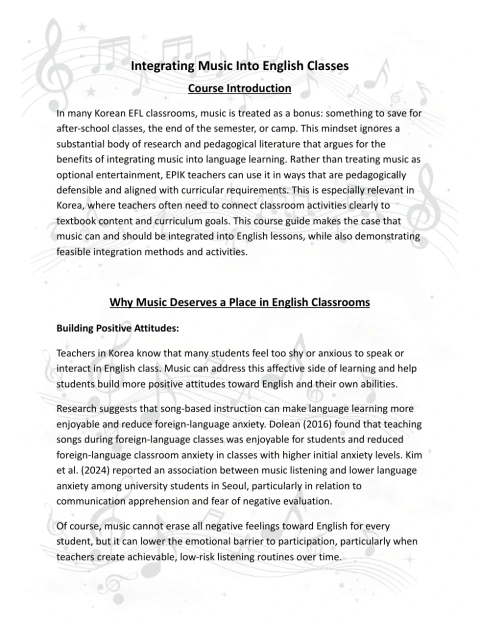 Integrating Music Into English Classes
Course Introduction
In many Korean EFL classrooms, music is treated as a bonus: something to save for
after-school classes, the end of the semester, or camp. This mindset ignores a
substantial body of research and pedagogical literature that argues for the
benefits of integrating music into language learning. Rather than treating music as
optional entertainment, EPIK teachers can use it in ways that are pedagogically
defensible and aligned with curricular requirements. This is especially relevant in
Korea, where teachers often need to connect classroom activities clearly to
textbook content and curriculum goals. This course guide makes the case that
music can and should be integrated into English lessons, while also demonstrating
feasible integration methods and activities.
Why Music Deserves a Place in English Classrooms
Building Positive Attitudes:
Teachers in Korea know that many students feel too shy or anxious to speak or
interact in English class. Music can address this affective side of learning and help
students build more positive attitudes toward English and their own abilities.
Research suggests that song-based instruction can make language learning more
enjoyable and reduce foreign-language anxiety. Dolean (2016) found that teaching
songs during foreign-language classes was enjoyable for students and reduced
foreign-language classroom anxiety in classes with higher initial anxiety levels. Kim
et al. (2024) reported an association between music listening and lower language
anxiety among university students in Seoul, particularly in relation to
communication apprehension and fear of negative evaluation.
Of course, music cannot erase all negative feelings toward English for every
student, but it can lower the emotional barrier to participation, particularly when
teachers create achievable, low-risk listening routines over time.